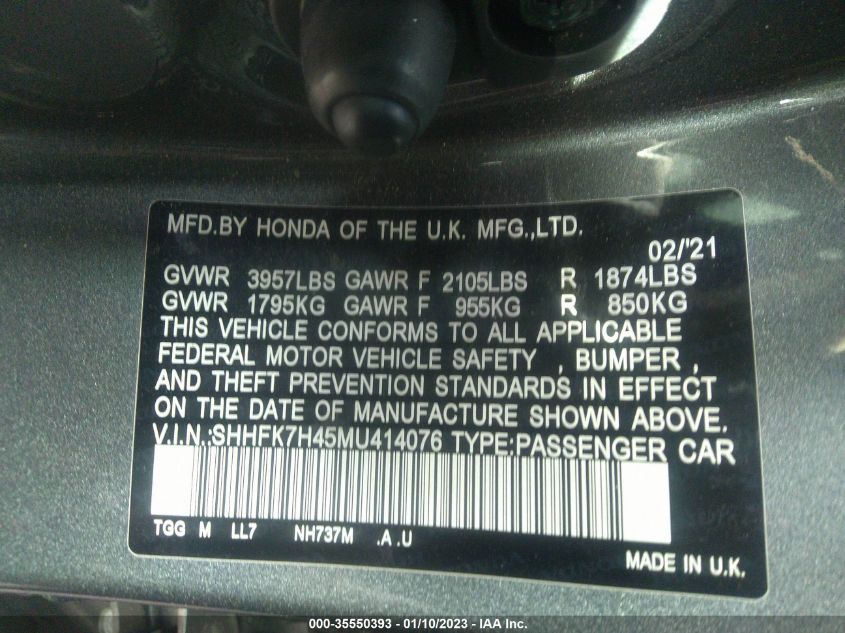 MFD.BY HONDA OF THE U.K. MFG.,LTD.
02/'21
GVWR 3957LBS GAWR F 2105LBS R 1874LBS
GVWR 1795KG GAWR F 955KG R 850KG
THIS VEHICLE CONFORMS TO ALL APPLICABLE
FEDERAL MOTOR VEHICLE SAFETY , BUMPER ,
AND THEFT PREVENTION STANDARDS IN EFFECT
ON THE DATE OF MANUFACTURE SHOWN ABOVE.
V.I.N.:SHHFK7H45MU414076 TYPE:PASSENGER CAR
TGG M LL7 NH737M .A .U
MADE IN U.K.
000-35550393 - 01/10/2023 - IAA Inc.